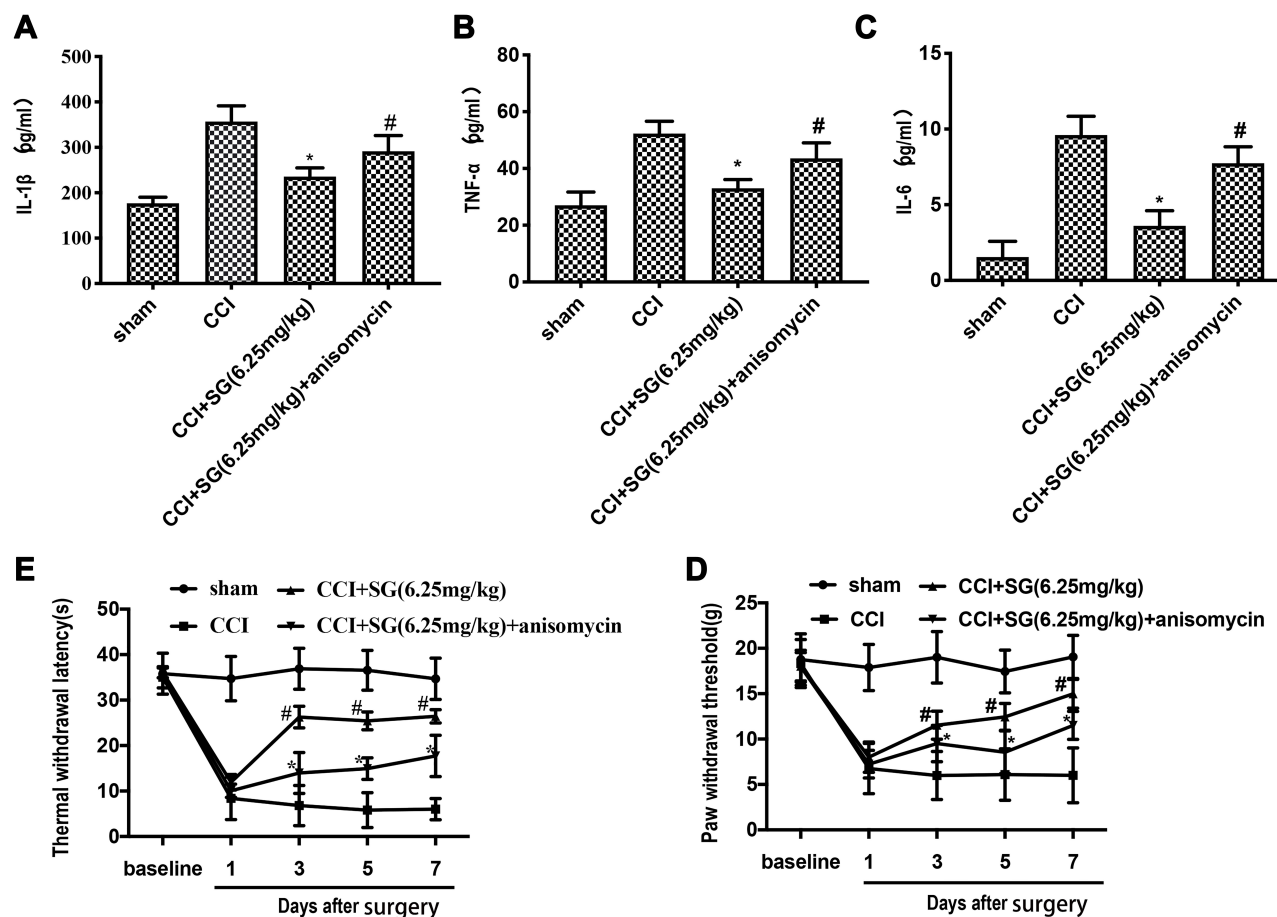 A
IL-1β (pg/ml)
500
400
300
200
100
0
*
#
sham
CCI
CCI+SG(6.25mg/kg)
CCI+SG(6.25mg/kg)+anisomycin
B
TNF-α (pg/ml)
80
60
40
20
0
*
#
sham
CCI
CCI+SG(6.25mg/kg)
CCI+SG(6.25mg/kg)+anisomycin
C
IL-6 (pg/ml)
15
10
5
0
*
#
sham
CCI
CCI+SG(6.25mg/kg)
CCI+SG(6.25mg/kg)+anisomycin
E
sham
CCI+SG(6.25mg/kg)
CCI
CCI+SG(6.25mg/kg)+anisomycin
Thermal withdrawal latency(s)
50
40
30
20
10
0
# # #
* * *
baseline 1 3 5 7
Days after surgery
D
sham
CCI+SG(6.25mg/kg)
CCI
CCI+SG(6.25mg/kg)+anisomycin
Paw withdrawal threshold(g)
25
20
15
10
5
0
# # #
* * *
baseline 1 3 5 7
Days after surgery